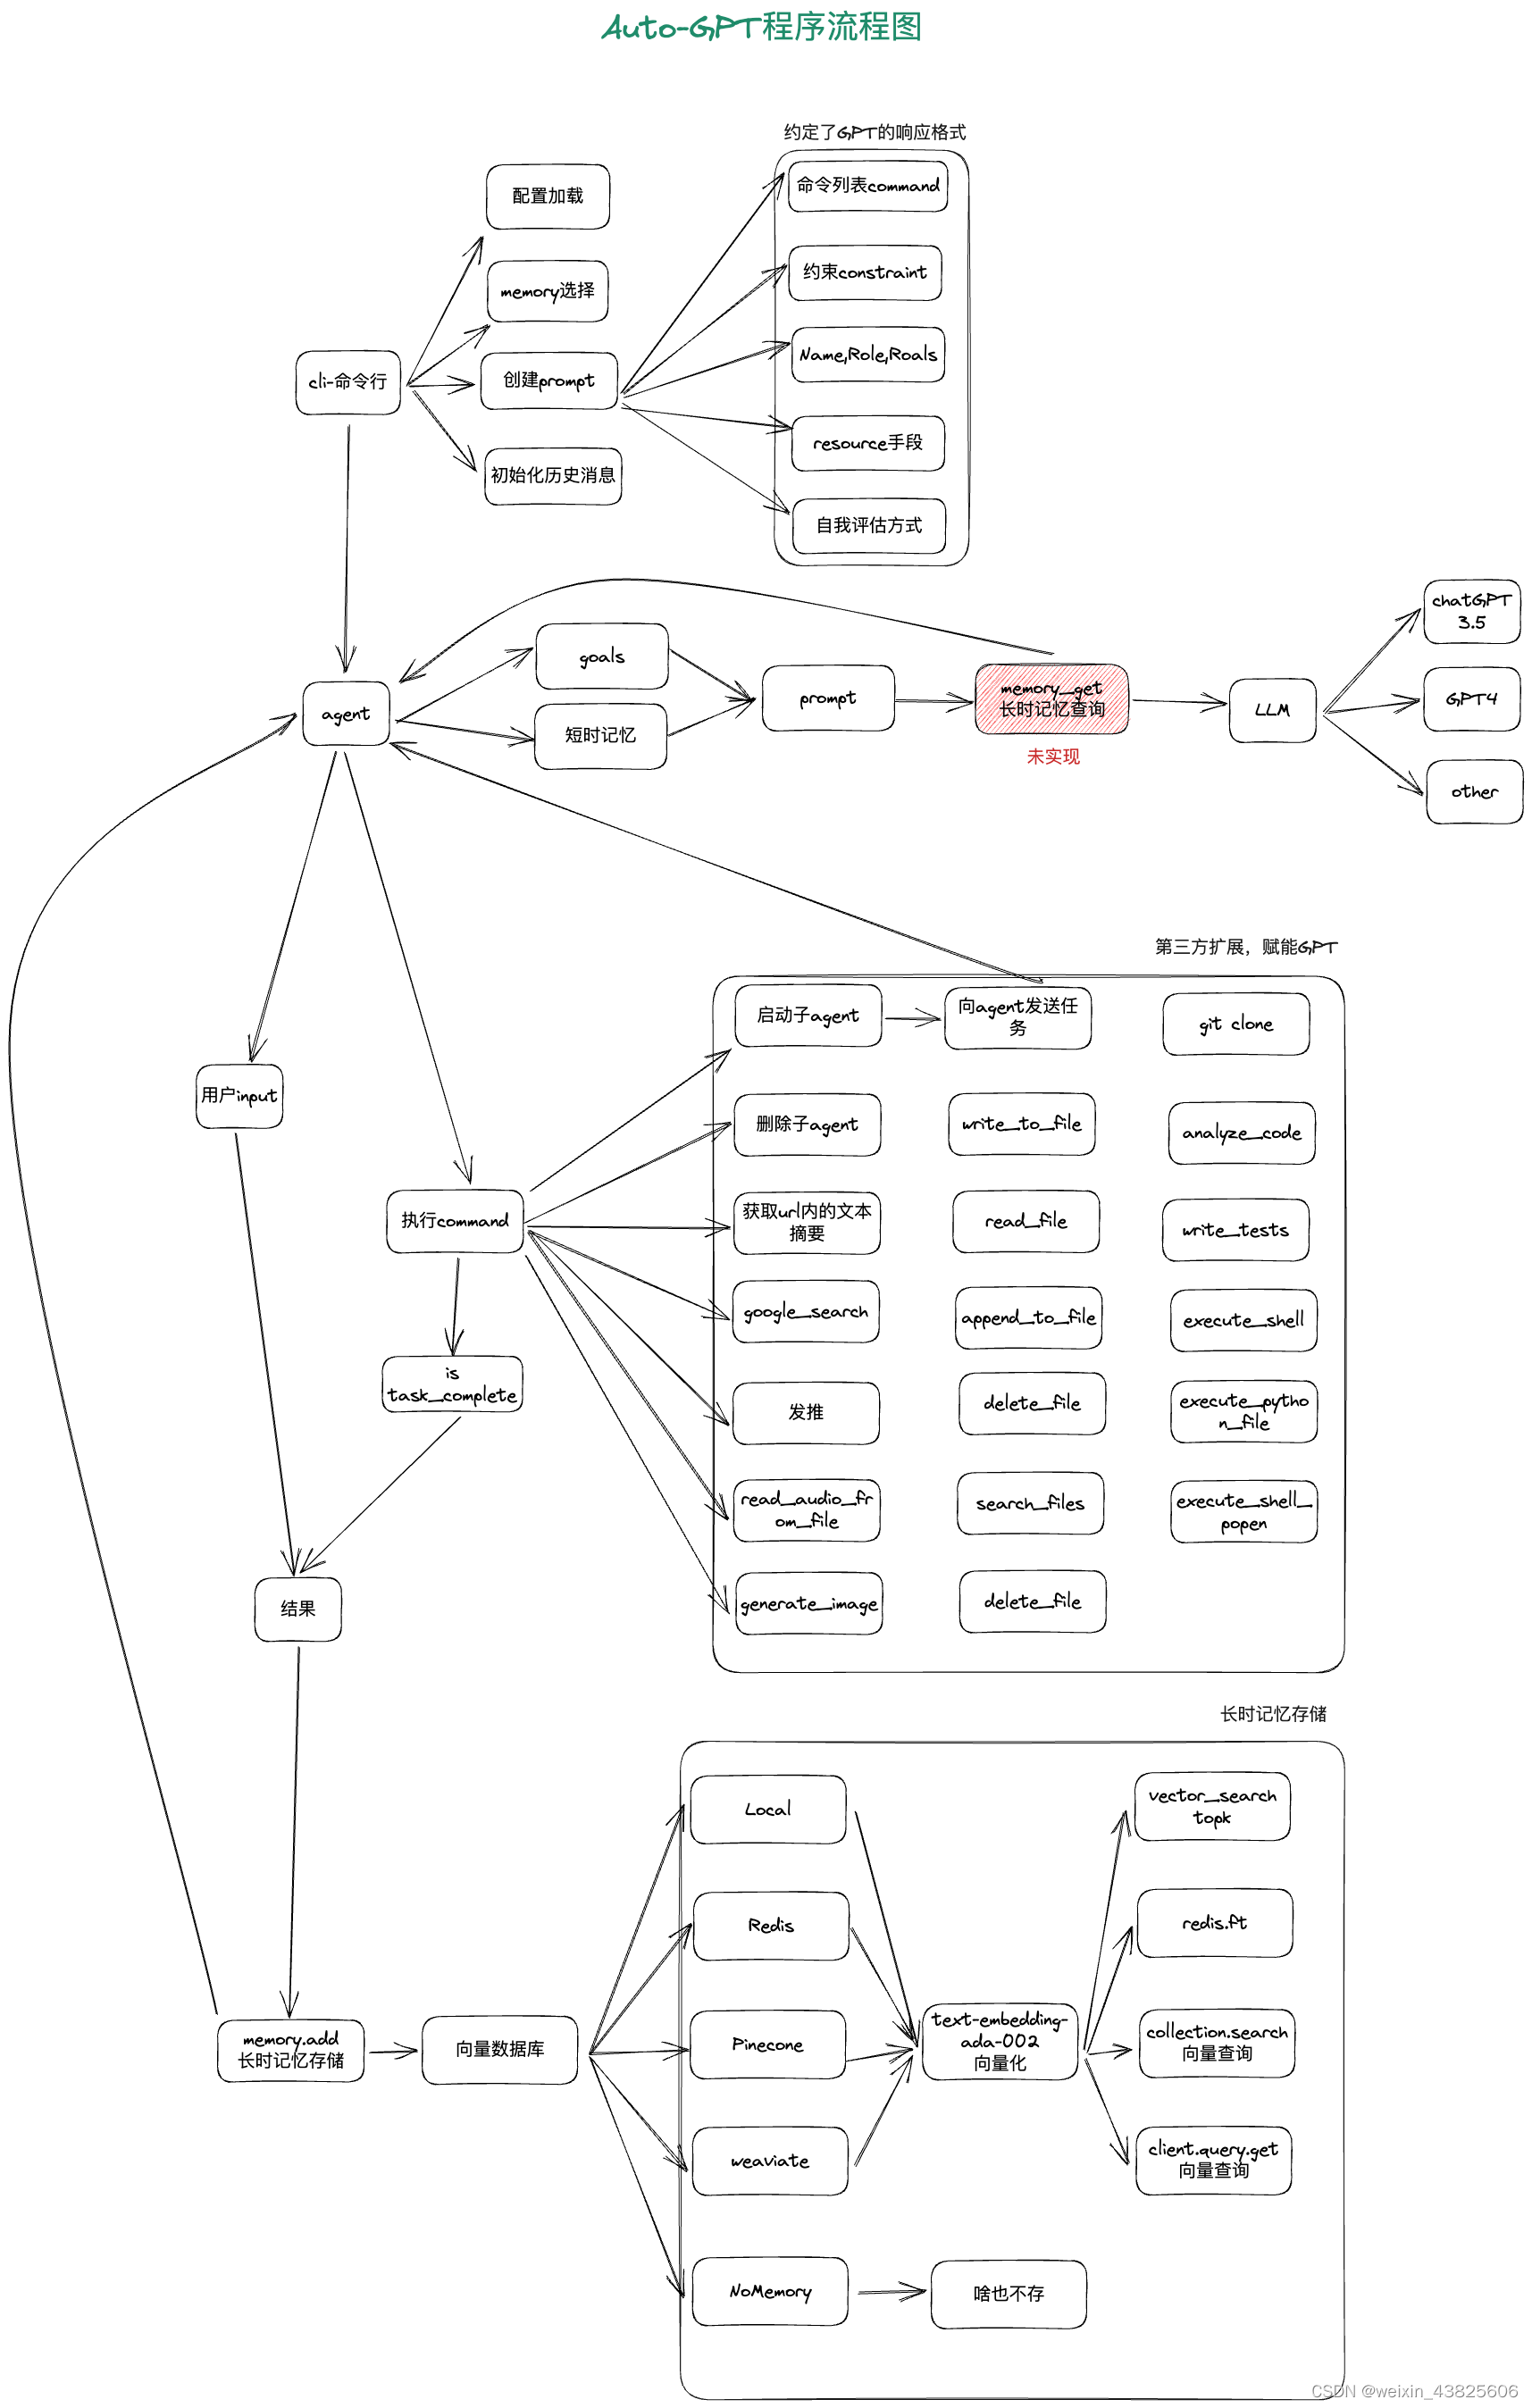 Auto-GPT程序流程图
约定了GPT的响应格式
配置加载
memory选择
cli-命令行
创建prompt
初始化历史消息
命令列表command
约束constraint
Name,Role,Roals
resource手段
自我评估方式
agent
goals
短时记忆
prompt
memory_get
长时记忆查询
未实现
LLM
chatGPT
3.5
GPT4
other
第三方扩展，赋能GPT
用户input
执行command
is
task_complete
结果
启动子agent
向agent发送任
务
git clone
删除子agent
write_to_file
analyze_code
获取url内的文本
摘要
read_file
write_tests
google_search
append_to_file
execute_shell
发推
delete_file
execute_pytho
n_file
read_audio_fr
om_file
search_files
execute_shell_
popen
generate_image
delete_file
长时记忆存储
memory.add
长时记忆存储
向量数据库
Local
Redis
Pinecone
weaviate
NoMemory
text-embedding-
ada-002
向量化
啥也不存
vector_search
topk
redis.ft
collection.search
向量查询
client.query.get
向量查询
CSDN @weixin_43825606